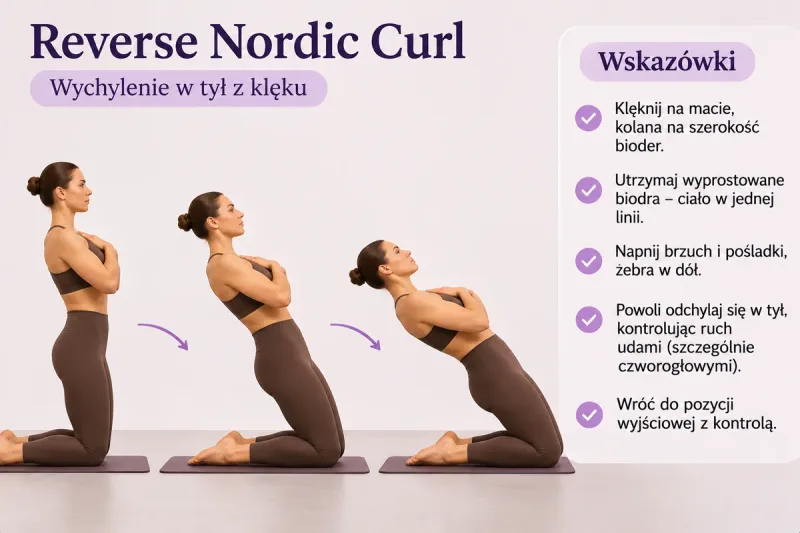 Reverse Nordic Curl
Wychylenie w tył z klęku
Wskazówki
Klęknij na macie,
kolana na szerokość
bioder.
Utrzymaj wyprostowane
biodra – ciało w jednej
linii.
Napnij brzuch i pośladki,
żebra w dół.
Powoli odchylaj się w tył,
kontrolując ruch
udami (szczególnie
czworogłowymi).
Wróć do pozycji
wyjściowej z kontrolą.